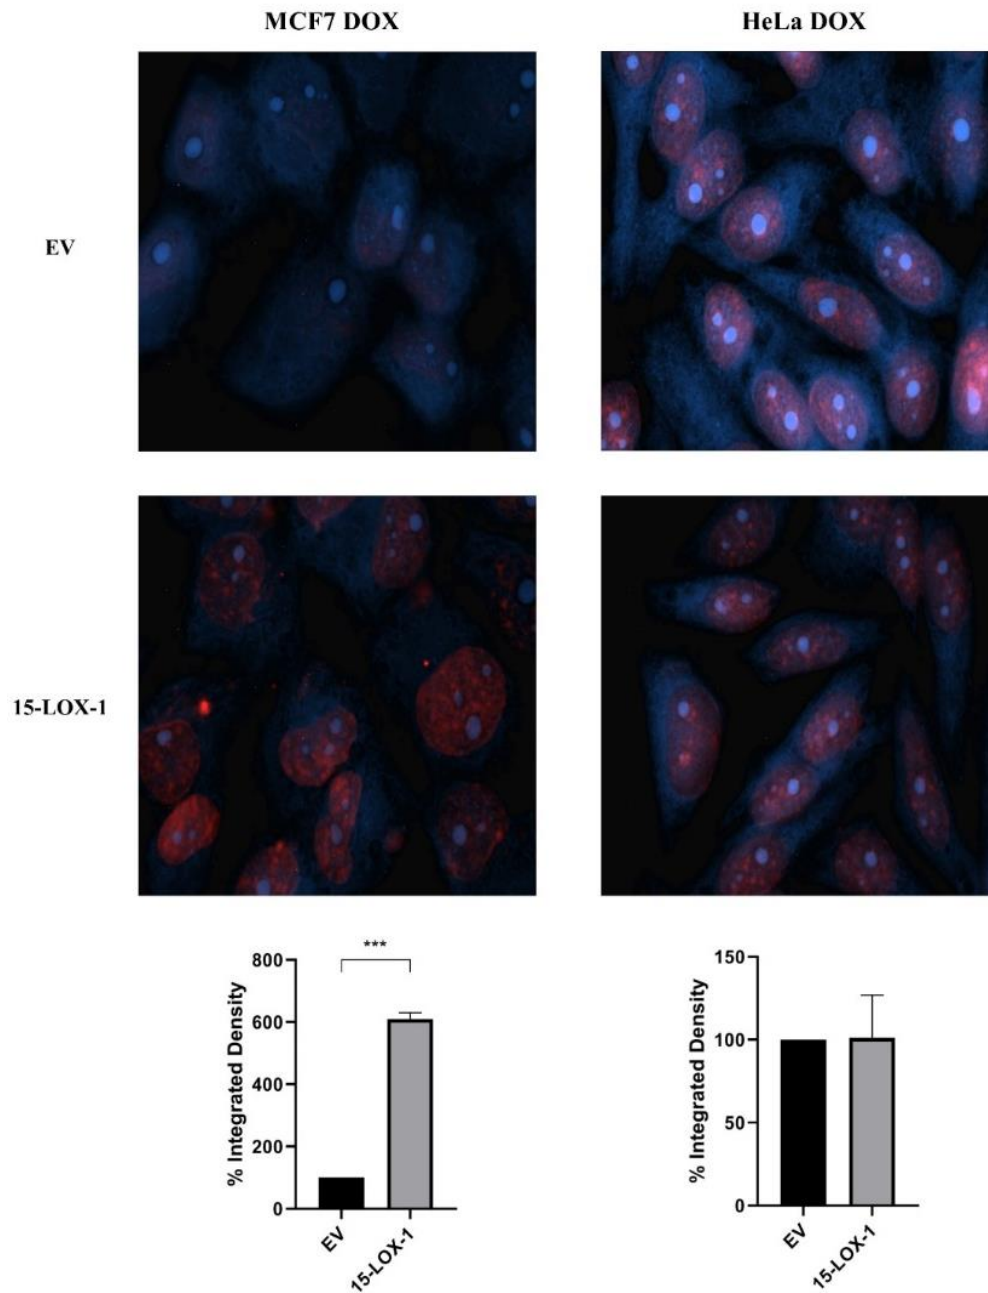 MCF7 DOX
HeLa DOX
EV
15-LOX-1
***
800
600
400
200
0
% Integrated Density
EV
15-LOX-1
150
100
50
0
% Integrated Density
EV
15-LOX-1